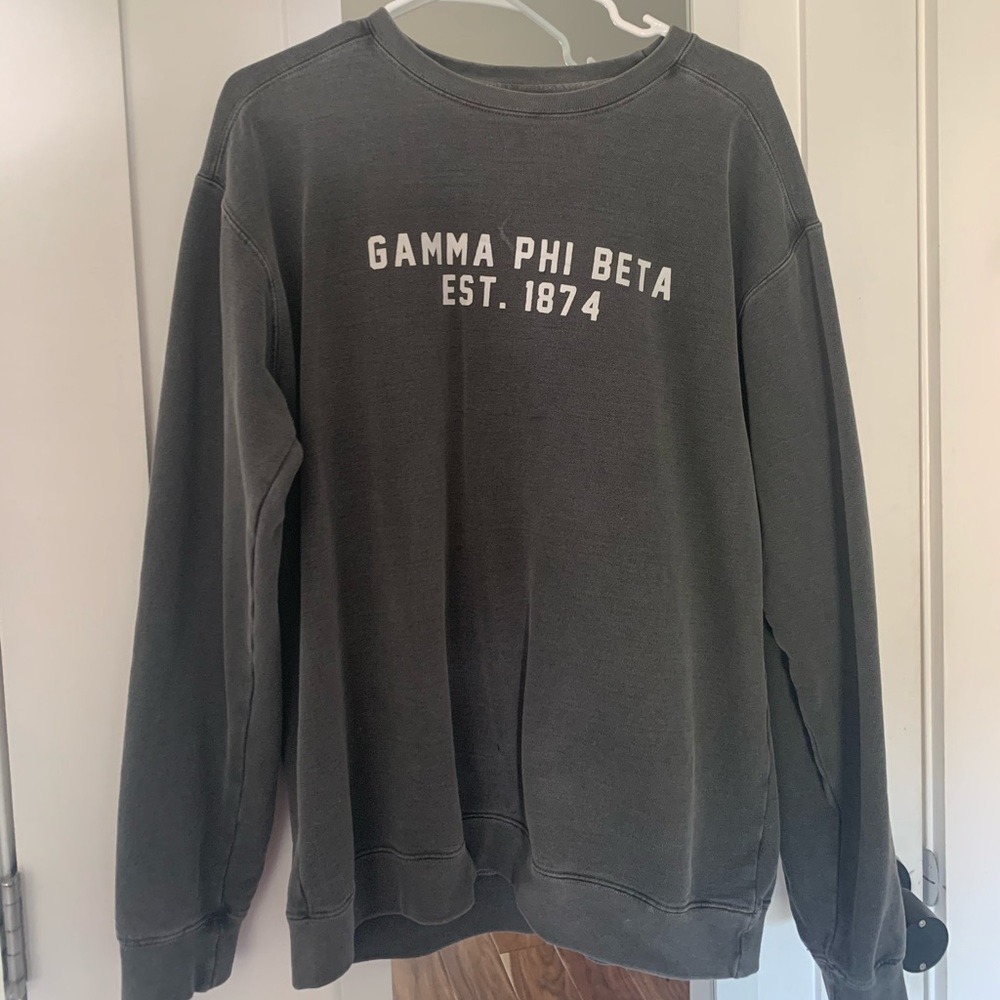 GAMMA PHI BETA
EST. 1874